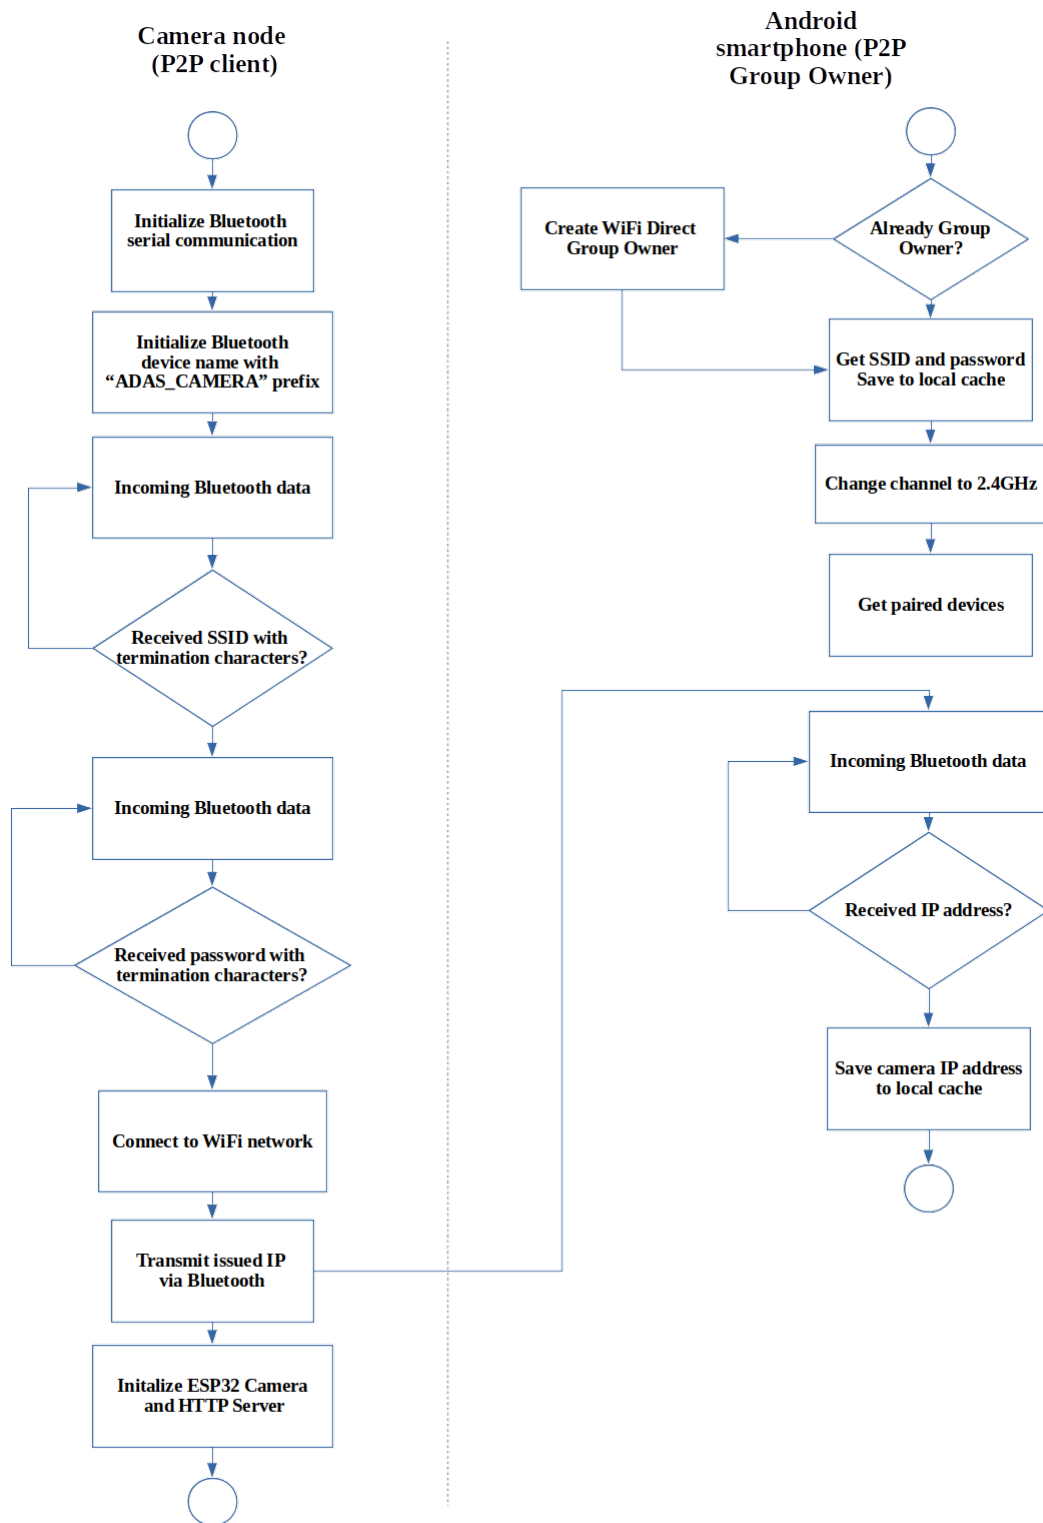 Camera node
(P2P client)
Initialize Bluetooth
serial communication
Initialize Bluetooth
device name with
“ADAS_CAMERA” prefix
Incoming Bluetooth data
Received SSID with
termination characters?
Incoming Bluetooth data
Received password with
termination characters?
Connect to WiFi network
Transmit issued IP
via Bluetooth
Initalize ESP32 Camera
and HTTP Server
Android
smartphone (P2P
Group Owner)
Already Group
Owner?
Create WiFi Direct
Group Owner
Get SSID and password
Save to local cache
Change channel to 2.4GHz
Get paired devices
Incoming Bluetooth data
Received IP address?
Save camera IP address
to local cache